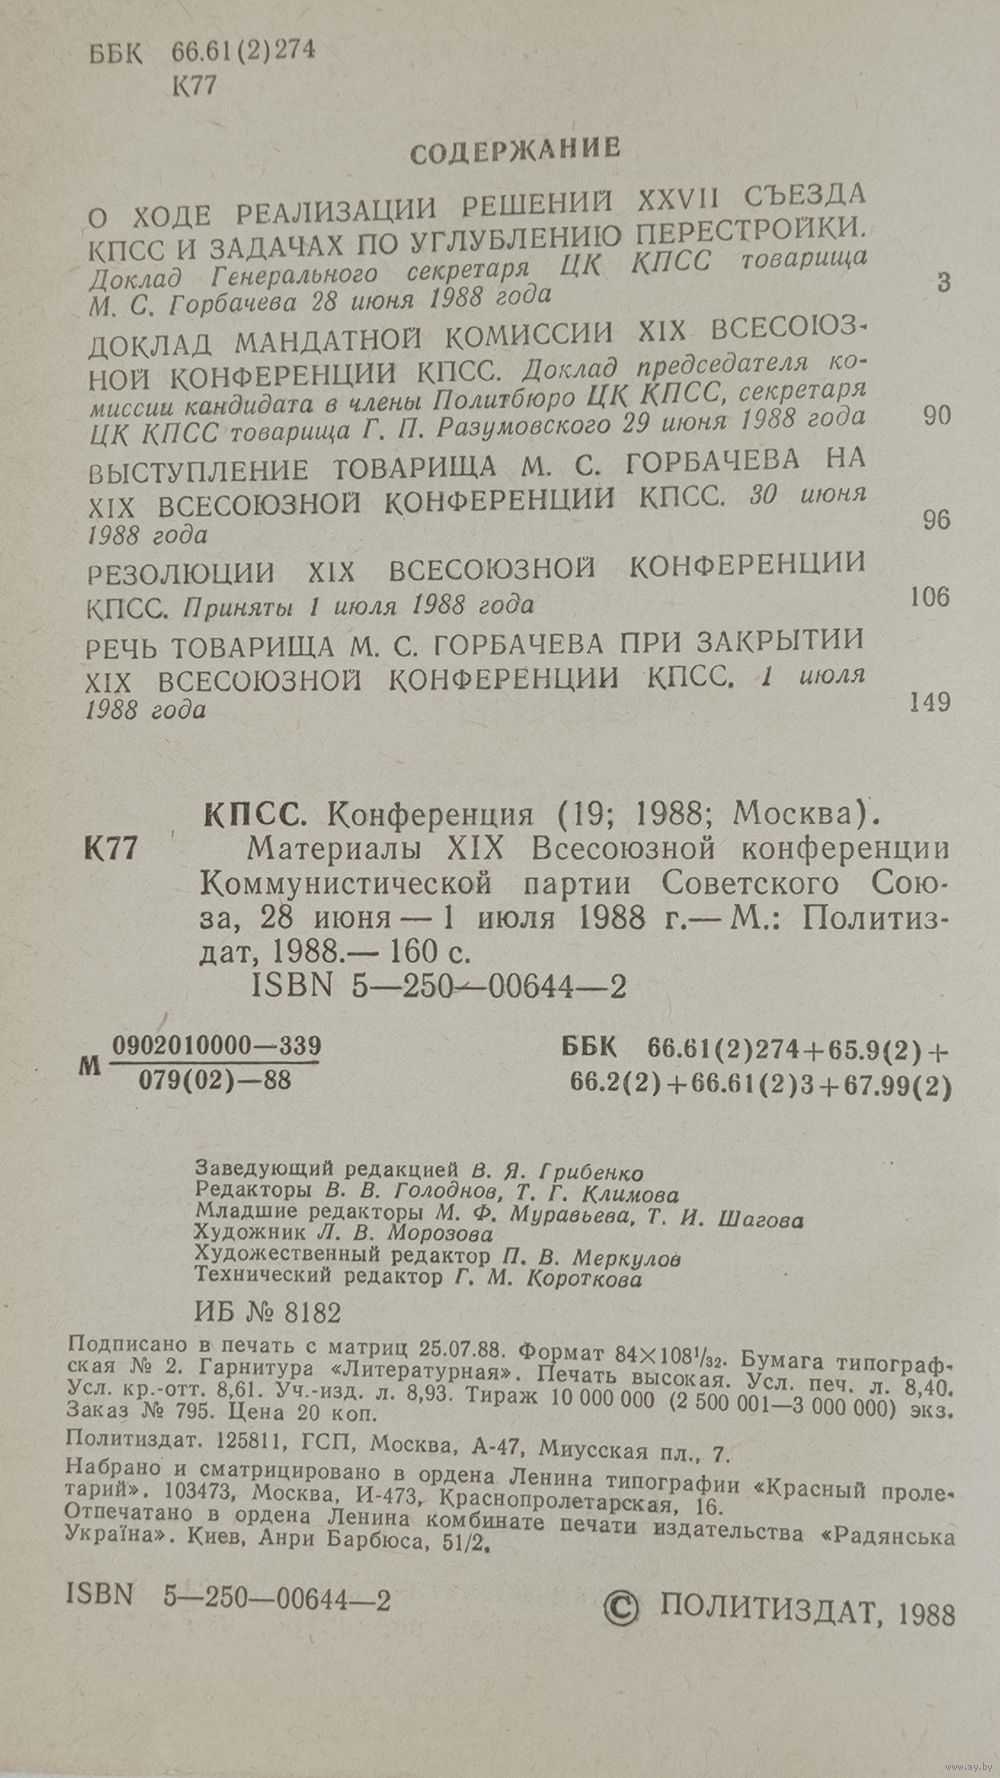 ББК 66.61(2)274
К77
СОДЕРЖАНИЕ
О ХОДЕ РЕАЛИЗАЦИИ РЕШЕНИЙ XXVII СЪЕЗДА
КПСС И ЗАДАЧАХ ПО УГЛУБЛЕНИЮ ПЕРЕСТРОЙКИ.
Доклад Генерального секретаря ЦК КПСС товарища
М. С. Горбачева 28 июня 1988 года 3
ДОКЛАД МАНДАТНОЙ КОМИССИИ XIX ВСЕСОЮЗ-
НОЙ КОНФЕРЕНЦИИ КПСС. Доклад председателя ко-
миссии кандидата в члены Политбюро ЦК КПСС, секретаря
ЦК КПСС товарища Г. П. Разумовского 29 июня 1988 года 90
ВЫСТУПЛЕНИЕ ТОВАРИЩА М. С. ГОРБАЧЕВА НА
XIX ВСЕСОЮЗНОЙ КОНФЕРЕНЦИИ КПСС. 30 июня
1988 года 96
РЕЗОЛЮЦИИ XIX ВСЕСОЮЗНОЙ КОНФЕРЕНЦИИ
КПСС. Приняты 1 июля 1988 года 106
РЕЧЬ ТОВАРИЩА М. С. ГОРБАЧЕВА ПРИ ЗАКРЫТИИ
XIX ВСЕСОЮЗНОЙ КОНФЕРЕНЦИИ КПСС. 1 июля
1988 года 149
КПСС. Конференция (19; 1988; Москва).
К77 Материалы XIX Всесоюзной конференции
Коммунистической партии Советского Сою-
за, 28 июня — 1 июля 1988 г.— М.: Политиз-
дат, 1988.— 160 с.
ISBN 5—250—00644—2
М 0902010000—339
079(02)—88
ББК 66.61(2)274+65.9(2)+
66.2(2)+66.61(2)3+67.99(2)
Заведующий редакцией В. Я. Грибенко
Редакторы В. В. Голоднов, Т. Г. Климова
Младшие редакторы М. Ф. Муравьева, Т. И. Шагова
Художник Л. В. Морозова
Художественный редактор П. В. Меркулов
Технический редактор Г. М. Короткова
ИБ № 8182
Подписано в печать с матриц 25.07.88. Формат 84×108¹/₃₂. Бумага типограф-
ская № 2. Гарнитура «Литературная». Печать высокая. Усл. печ. л. 8,40.
Усл. кр.-отт. 8,61. Уч.-изд. л. 8,93. Тираж 10 000 000 (2 500 001—3 000 000) экз.
Заказ № 795. Цена 20 коп.
Политиздат. 125811, ГСП, Москва, А-47, Миусская пл., 7.
Набрано и сматрицировано в ордена Ленина типографии «Красный проле-
тарий». 103473, Москва, И-473, Краснопролетарская, 16.
Отпечатано в ордена Ленина комбинате печати издательства «Радянська
Україна». Киев, Анри Барбюса, 51/2.
ISBN 5—250—00644—2
© ПОЛИТИЗДАТ, 1988
www.ay.by